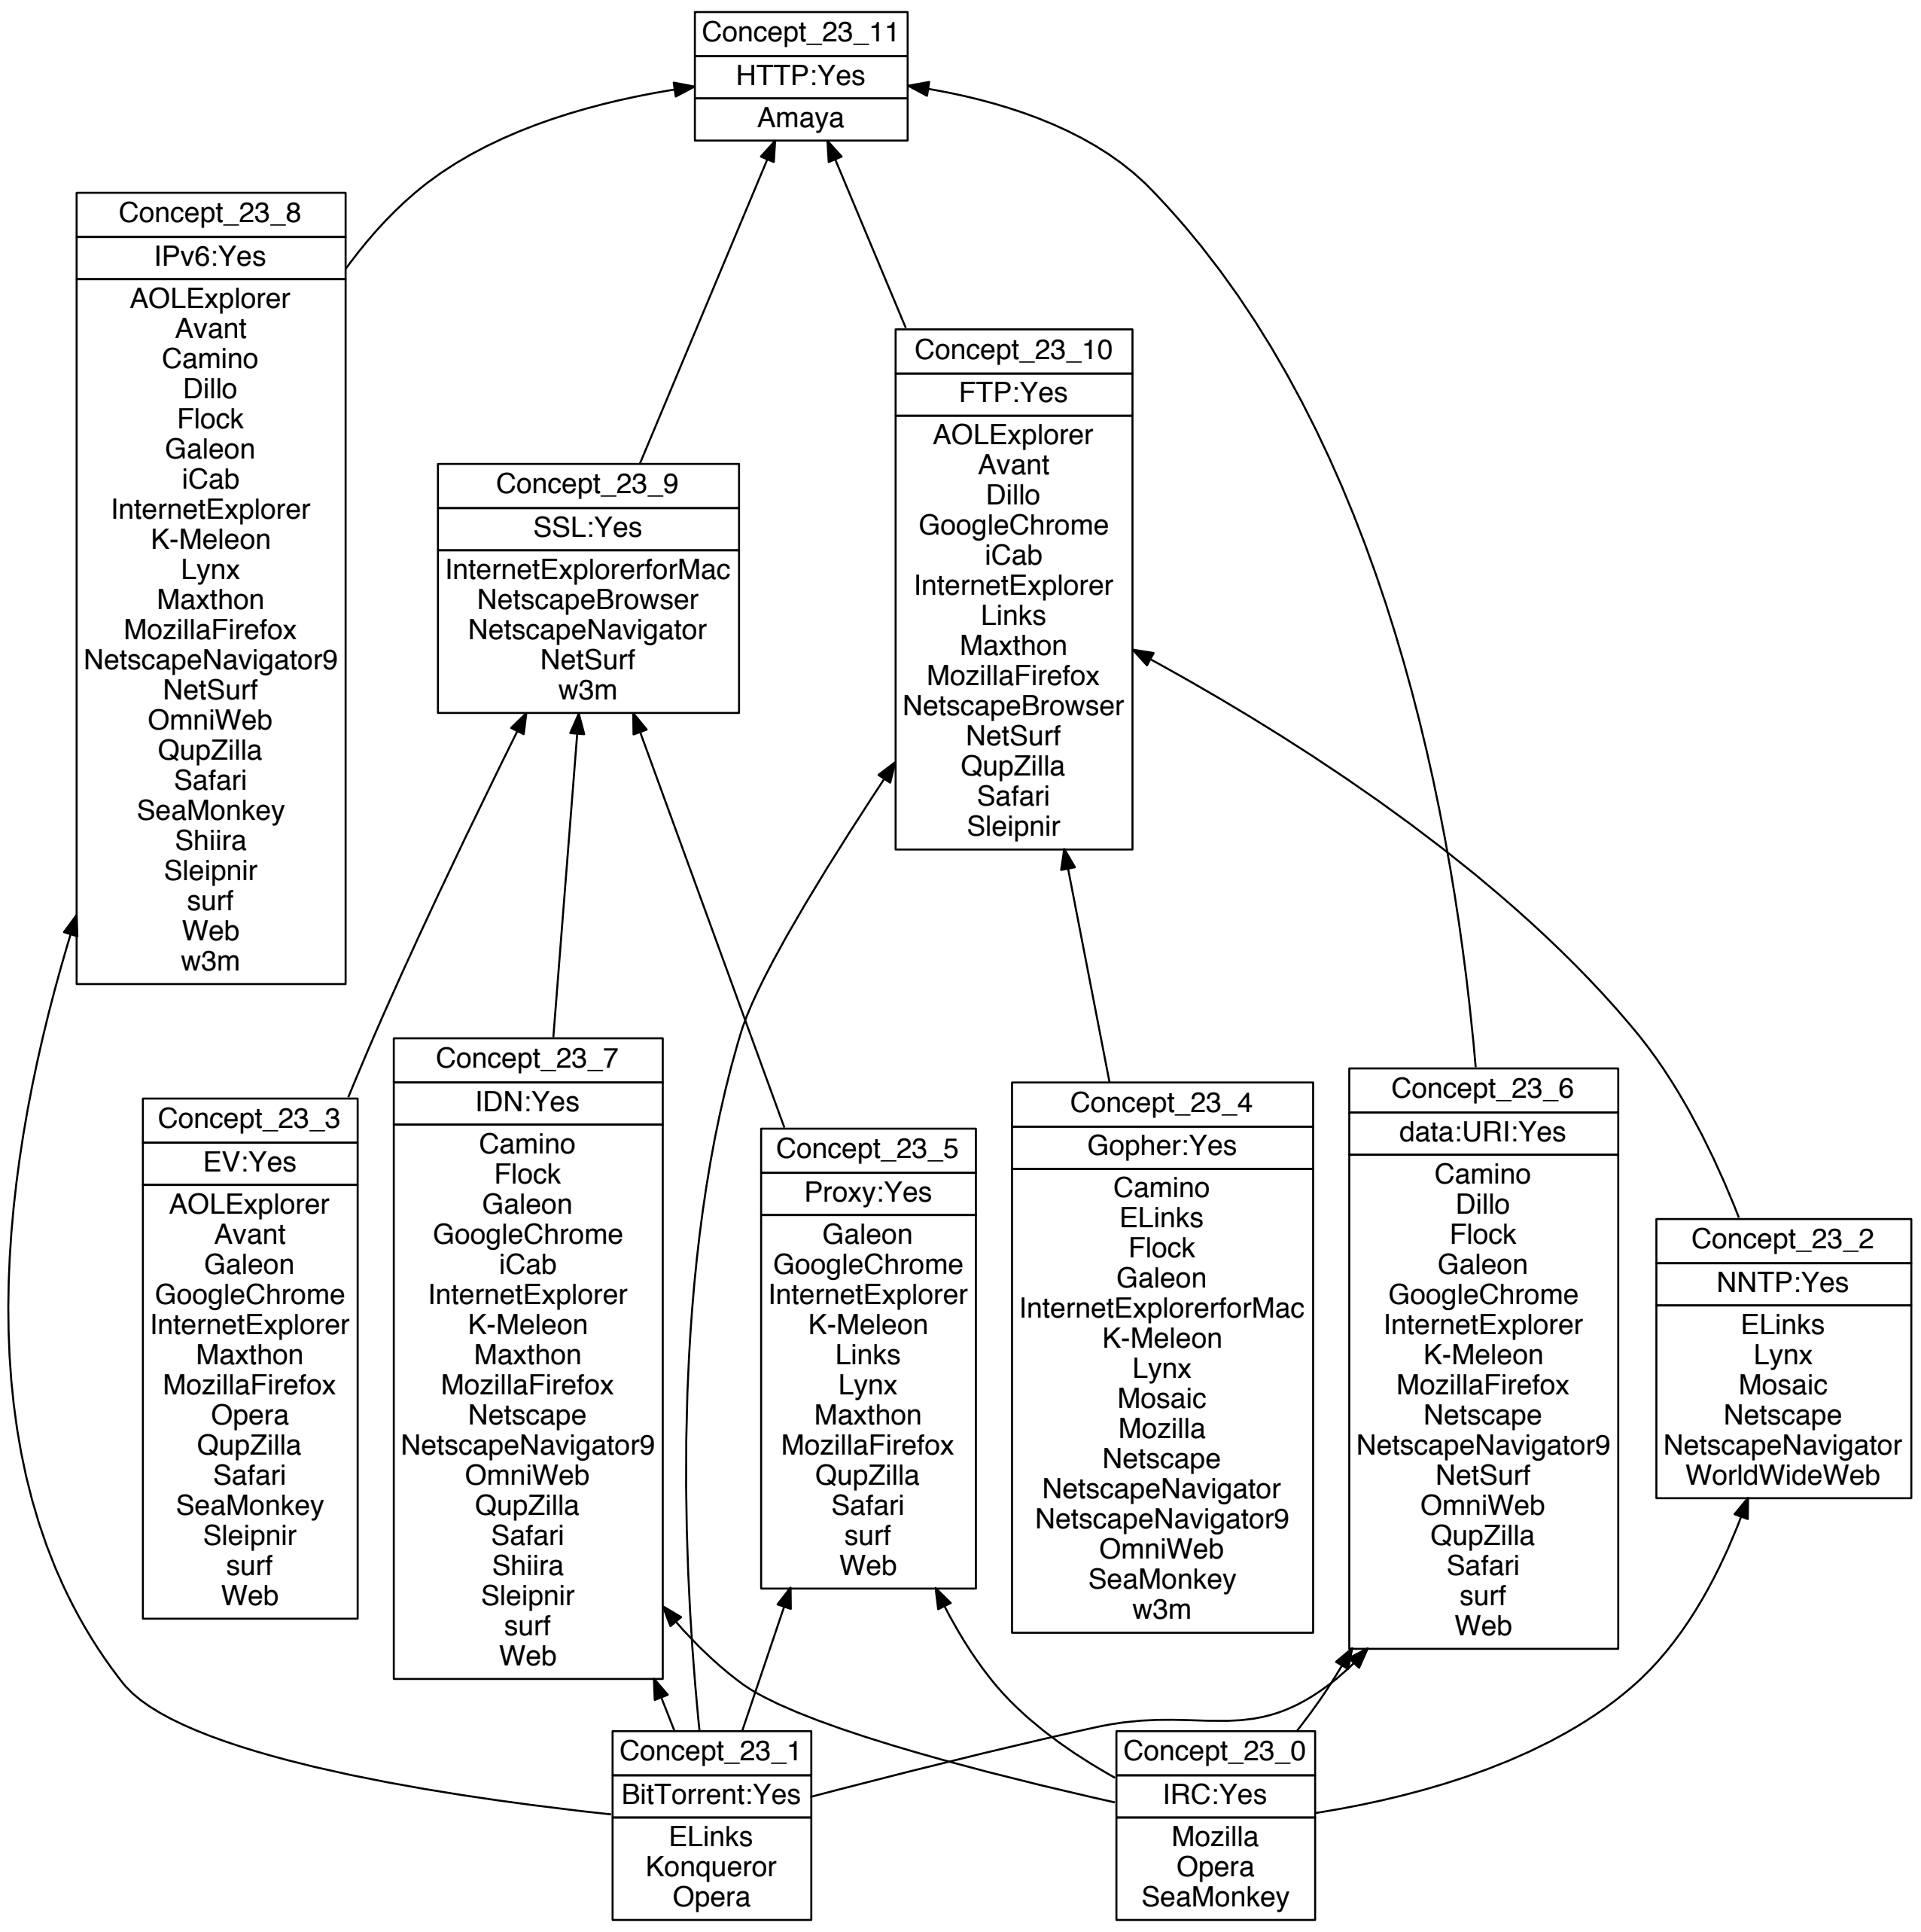 Concept_23_11
HTTP:Yes
Amaya
Concept_23_8
IPv6:Yes
AOLExplorer
Avant
Camino
Dillo
Flock
Galeon
iCab
InternetExplorer
K-Meleon
Lynx
Maxthon
MozillaFirefox
NetscapeNavigator9
NetSurf
OmniWeb
QupZilla
Safari
SeaMonkey
Shiira
Sleipnir
surf
Web
w3m
Concept_23_10
FTP:Yes
AOLExplorer
Avant
Dillo
GoogleChrome
iCab
InternetExplorer
Links
Maxthon
MozillaFirefox
NetscapeBrowser
NetSurf
QupZilla
Safari
Sleipnir
Concept_23_9
SSL:Yes
InternetExplorerforMac
NetscapeBrowser
NetscapeNavigator
NetSurf
w3m
Concept_23_3
EV:Yes
AOLExplorer
Avant
Galeon
GoogleChrome
InternetExplorer
Maxthon
MozillaFirefox
Opera
QupZilla
Safari
SeaMonkey
Sleipnir
surf
Web
Concept_23_7
IDN:Yes
Camino
Flock
Galeon
GoogleChrome
iCab
InternetExplorer
K-Meleon
Maxthon
MozillaFirefox
Netscape
NetscapeNavigator9
OmniWeb
QupZilla
Safari
Shiira
Sleipnir
surf
Web
Concept_23_5
Proxy:Yes
Galeon
GoogleChrome
InternetExplorer
K-Meleon
Links
Lynx
Maxthon
MozillaFirefox
QupZilla
Safari
surf
Web
Concept_23_4
Gopher:Yes
Camino
ELinks
Flock
Galeon
InternetExplorerforMac
K-Meleon
Lynx
Mosaic
Mozilla
Netscape
NetscapeNavigator
NetscapeNavigator9
OmniWeb
SeaMonkey
w3m
Concept_23_6
data:URI:Yes
Camino
Dillo
Flock
Galeon
GoogleChrome
InternetExplorer
K-Meleon
MozillaFirefox
Netscape
NetscapeNavigator9
NetSurf
OmniWeb
QupZilla
Safari
surf
Web
Concept_23_2
NNTP:Yes
ELinks
Lynx
Mosaic
Netscape
NetscapeNavigator
WorldWideWeb
Concept_23_1
BitTorrent:Yes
ELinks
Konqueror
Opera
Concept_23_0
IRC:Yes
Mozilla
Opera
SeaMonkey